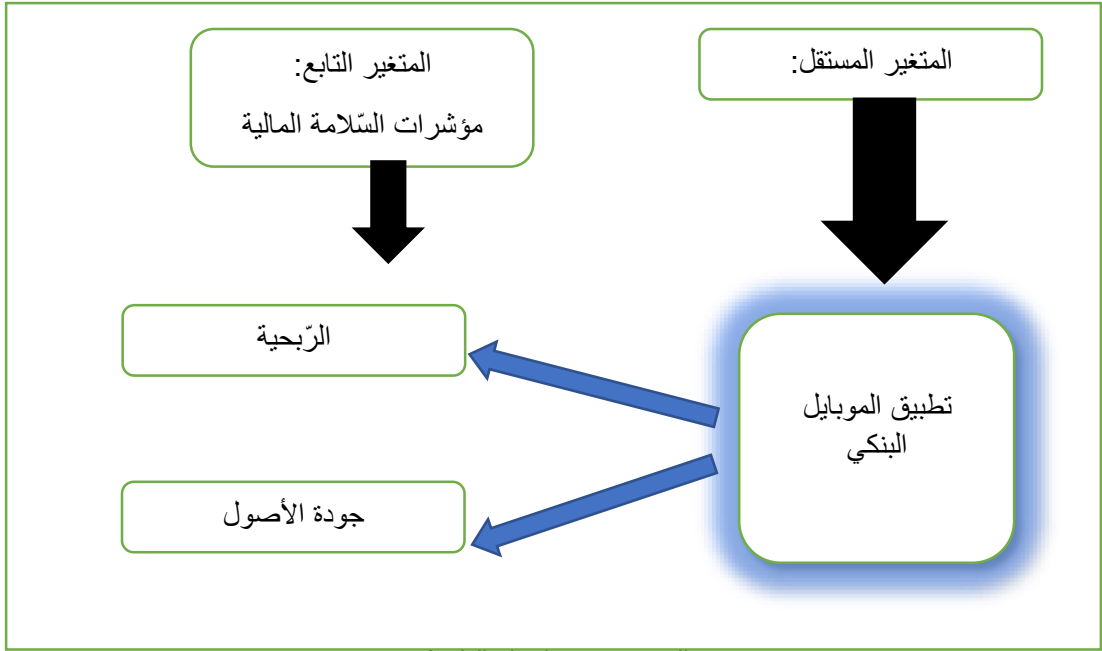 المتغير المستقل:
المتغير التابع:
مؤشرات السّلامة المالية
تطبيق الموبايل
البنكي
الرّبحية
جودة الأصول